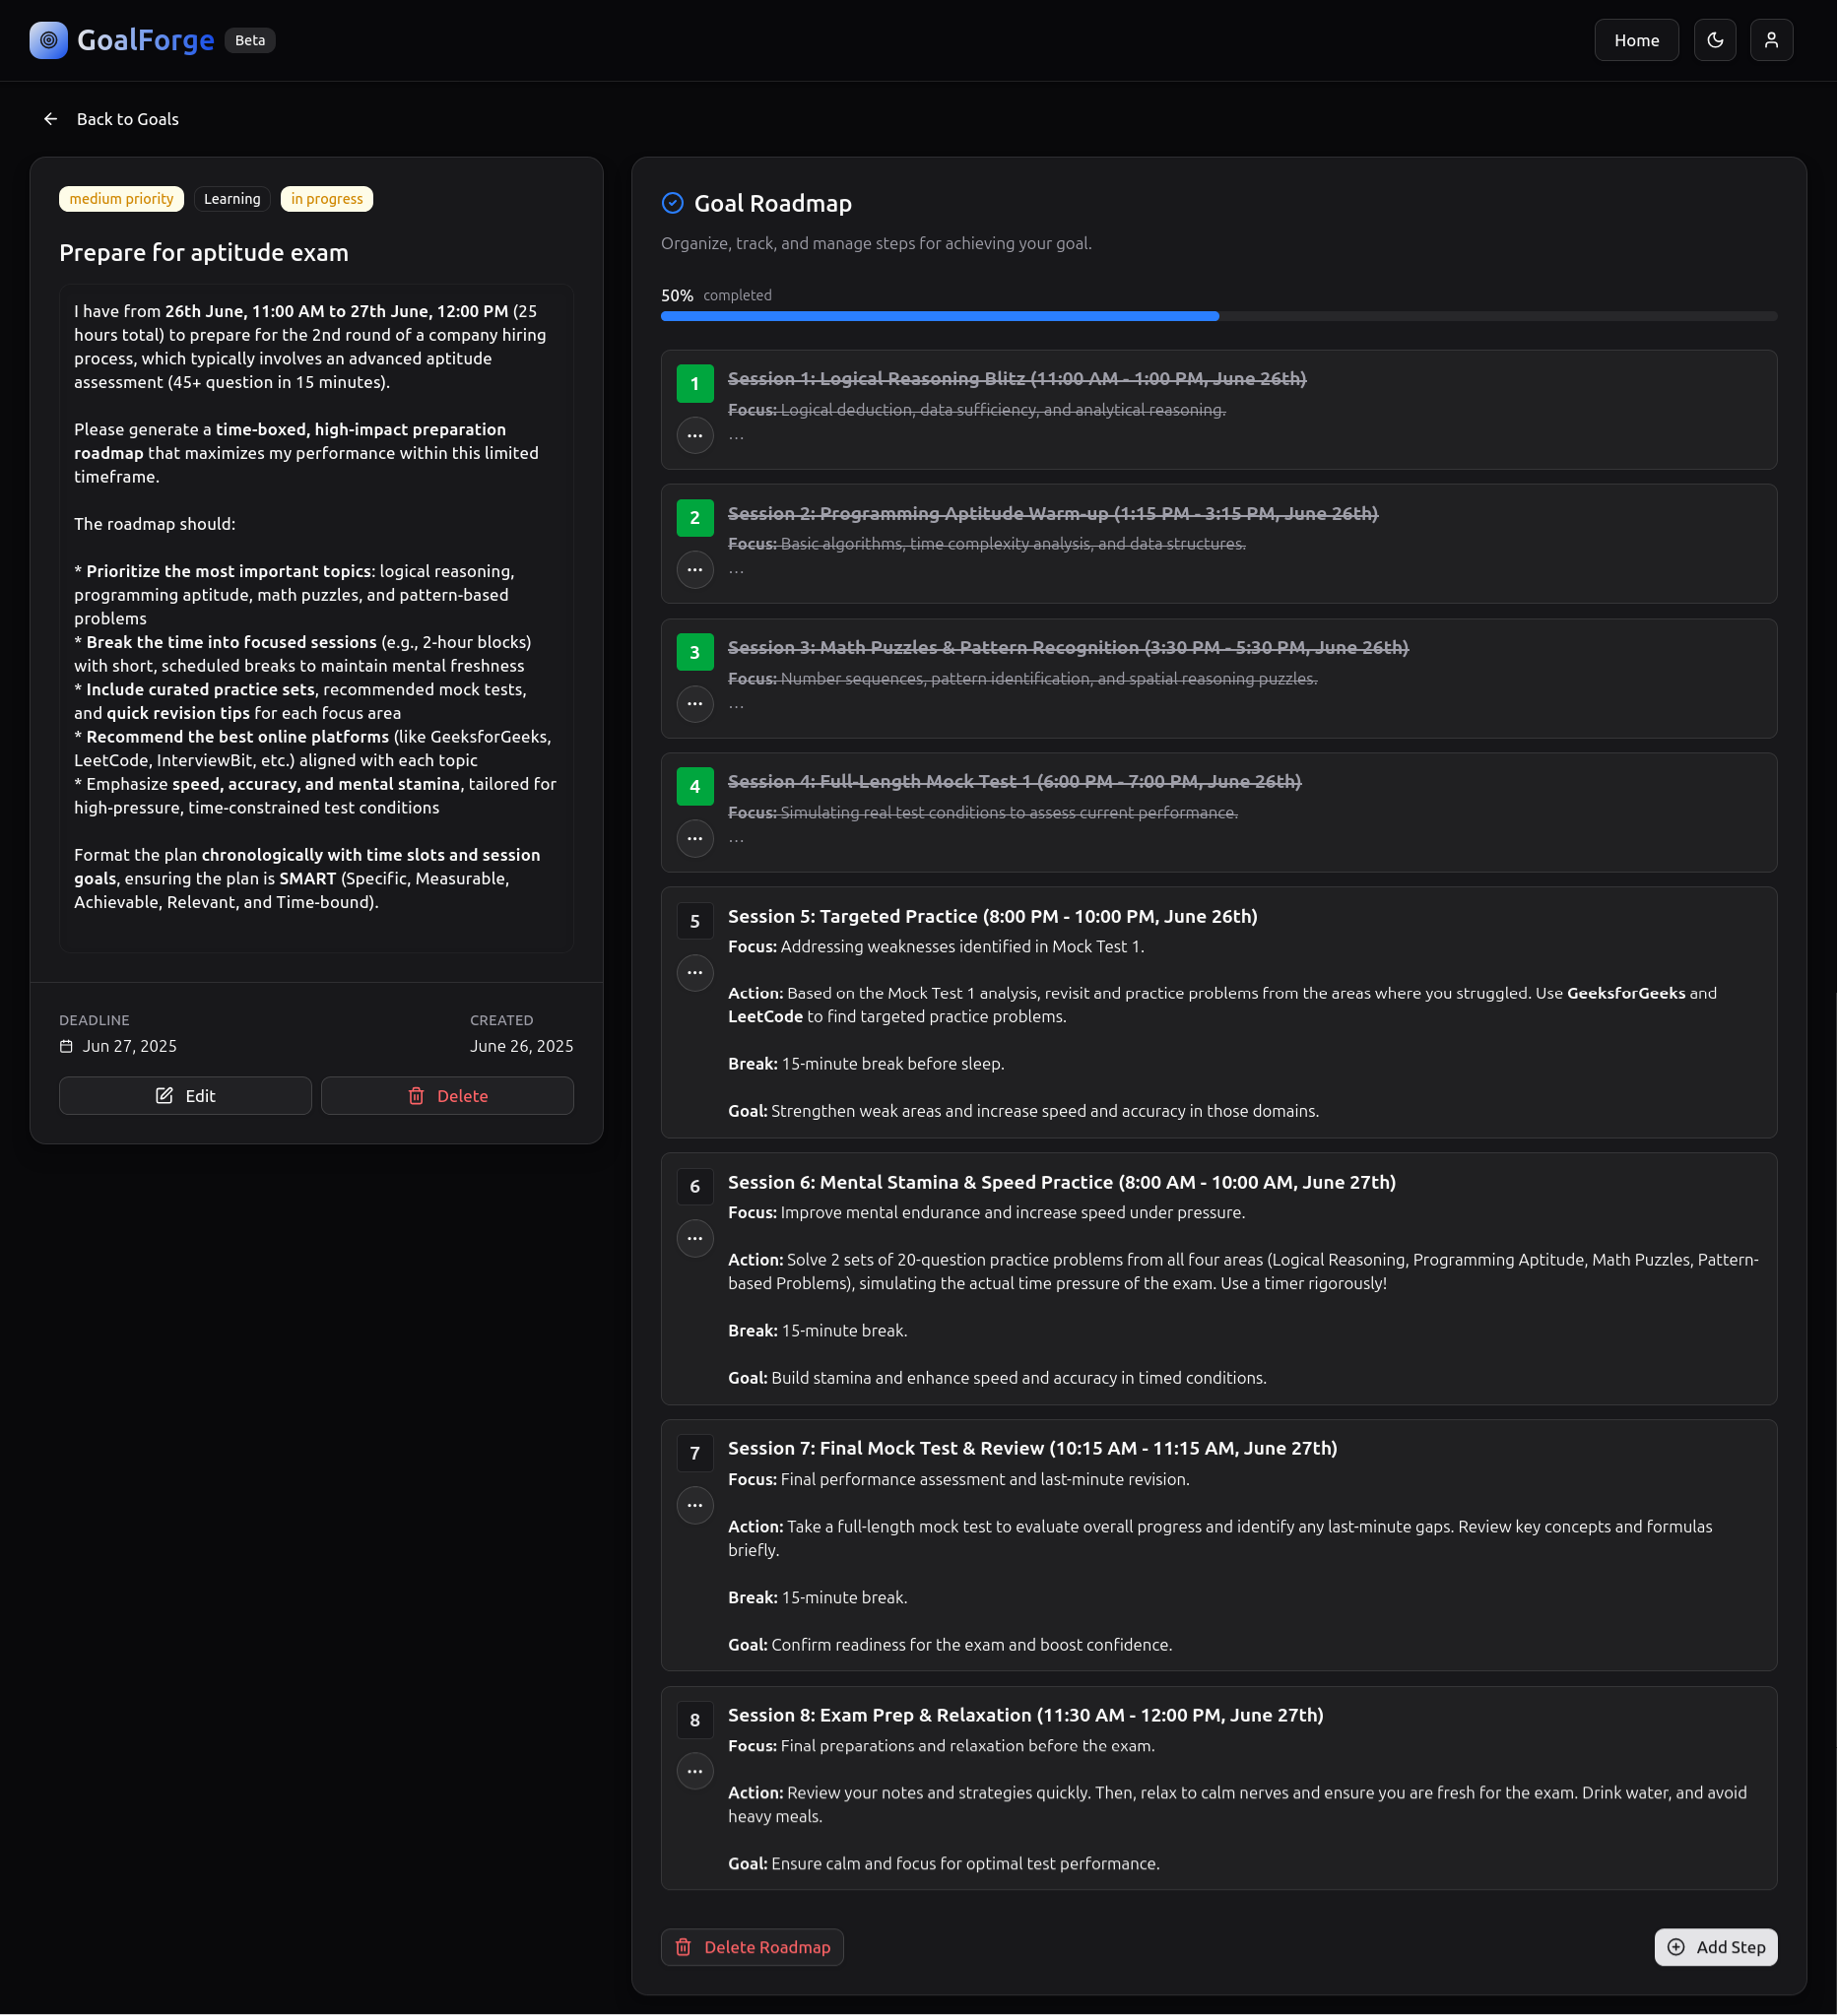 GoalForge Beta
Home
Back to Goals
medium priority Learning in progress
Prepare for aptitude exam
I have from 26th June, 11:00 AM to 27th June, 12:00 PM (25
hours total) to prepare for the 2nd round of a company hiring
process, which typically involves an advanced aptitude
assessment (45+ question in 15 minutes).
Please generate a time-boxed, high-impact preparation
roadmap that maximizes my performance within this limited
timeframe.
The roadmap should:
* Prioritize the most important topics: logical reasoning,
programming aptitude, math puzzles, and pattern-based
problems
* Break the time into focused sessions (e.g., 2-hour blocks)
with short, scheduled breaks to maintain mental freshness
* Include curated practice sets, recommended mock tests,
and quick revision tips for each focus area
* Recommend the best online platforms (like GeeksforGeeks,
LeetCode, InterviewBit, etc.) aligned with each topic
* Emphasize speed, accuracy, and mental stamina, tailored for
high-pressure, time-constrained test conditions
Format the plan chronologically with time slots and session
goals, ensuring the plan is SMART (Specific, Measurable,
Achievable, Relevant, and Time-bound).
DEADLINE
Jun 27, 2025
CREATED
June 26, 2025
Edit
Delete
Goal Roadmap
Organize, track, and manage steps for achieving your goal.
50% completed
1
Session 1: Logical Reasoning Blitz (11:00 AM - 1:00 PM, June 26th)
Focus: Logical deduction, data sufficiency, and analytical reasoning.
...
2
Session 2: Programming Aptitude Warm-up (1:15 PM - 3:15 PM, June 26th)
Focus: Basic algorithms, time complexity analysis, and data structures.
...
3
Session 3: Math Puzzles & Pattern Recognition (3:30 PM - 5:30 PM, June 26th)
Focus: Number sequences, pattern identification, and spatial reasoning puzzles.
...
4
Session 4: Full-Length Mock Test 1 (6:00 PM - 7:00 PM, June 26th)
Focus: Simulating real test conditions to assess current performance.
...
5
Session 5: Targeted Practice (8:00 PM - 10:00 PM, June 26th)
Focus: Addressing weaknesses identified in Mock Test 1.
Action: Based on the Mock Test 1 analysis, revisit and practice problems from the areas where you struggled. Use GeeksforGeeks and
LeetCode to find targeted practice problems.
Break: 15-minute break before sleep.
Goal: Strengthen weak areas and increase speed and accuracy in those domains.
6
Session 6: Mental Stamina & Speed Practice (8:00 AM - 10:00 AM, June 27th)
Focus: Improve mental endurance and increase speed under pressure.
Action: Solve 2 sets of 20-question practice problems from all four areas (Logical Reasoning, Programming Aptitude, Math Puzzles, Pattern-
based Problems), simulating the actual time pressure of the exam. Use a timer rigorously!
Break: 15-minute break.
Goal: Build stamina and enhance speed and accuracy in timed conditions.
7
Session 7: Final Mock Test & Review (10:15 AM - 11:15 AM, June 27th)
Focus: Final performance assessment and last-minute revision.
Action: Take a full-length mock test to evaluate overall progress and identify any last-minute gaps. Review key concepts and formulas
briefly.
Break: 15-minute break.
Goal: Confirm readiness for the exam and boost confidence.
8
Session 8: Exam Prep & Relaxation (11:30 AM - 12:00 PM, June 27th)
Focus: Final preparations and relaxation before the exam.
Action: Review your notes and strategies quickly. Then, relax to calm nerves and ensure you are fresh for the exam. Drink water, and avoid
heavy meals.
Goal: Ensure calm and focus for optimal test performance.
Delete Roadmap
Add Step